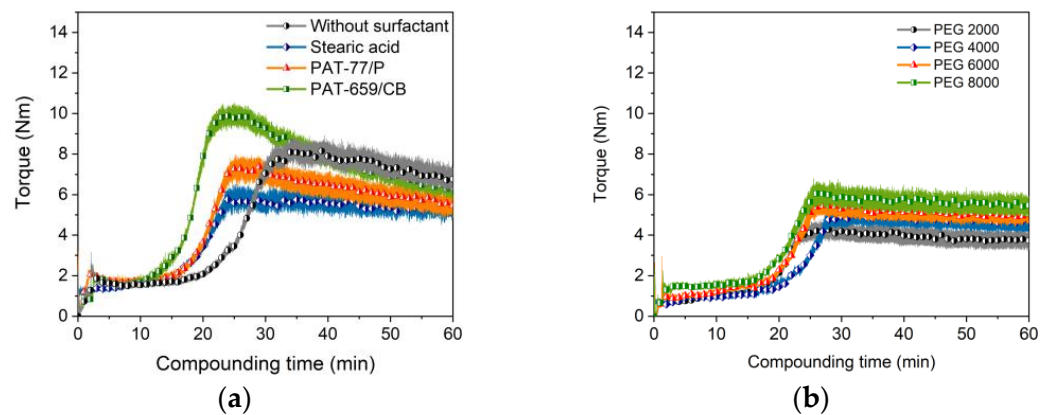 Without surfactant
Stearic acid
PAT-77/P
PAT-659/CB
14
12
10
8
6
4
2
0
Torque (Nm)
0 10 20 30 40 50 60
Compounding time (min)
(a)
PEG 2000
PEG 4000
PEG 6000
PEG 8000
14
12
10
8
6
4
2
0
Torque (Nm)
0 10 20 30 40 50 60
Compounding time (min)
(b)